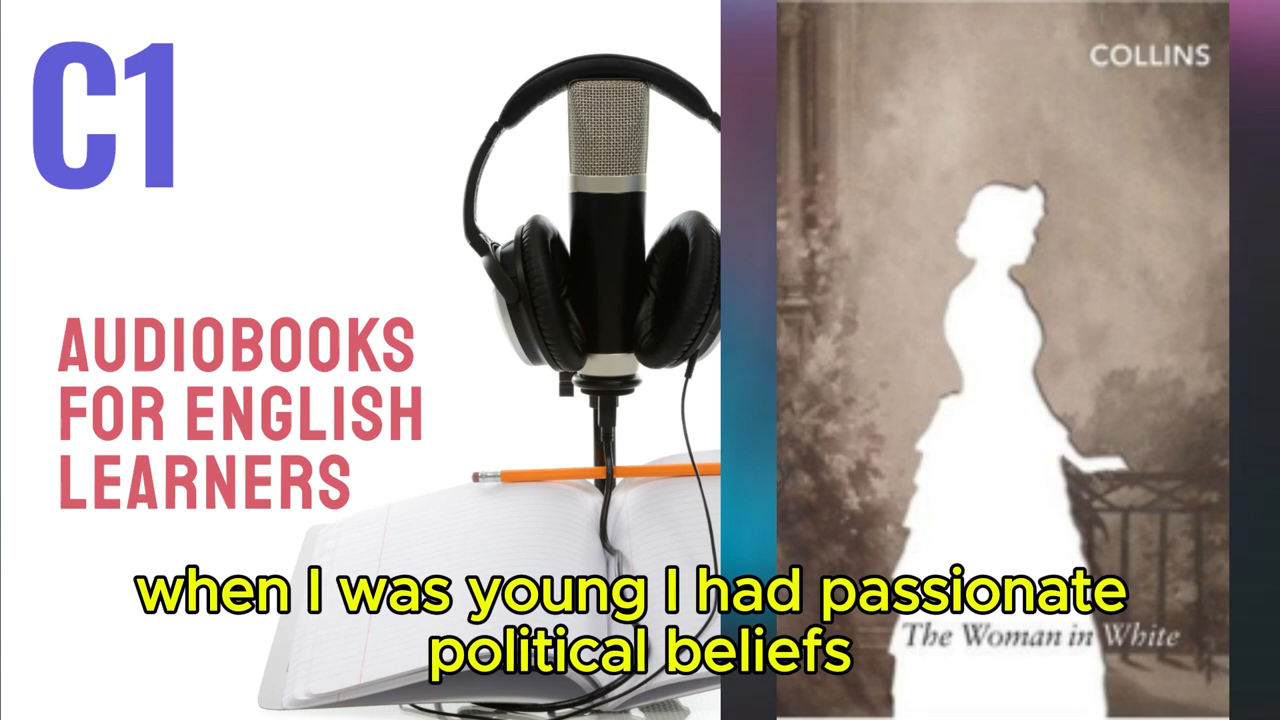 C1
AUDIOBOOKS
FOR ENGLISH
LEARNERS
COLLINS
The Woman in White
when I was young I had passionate
political beliefs